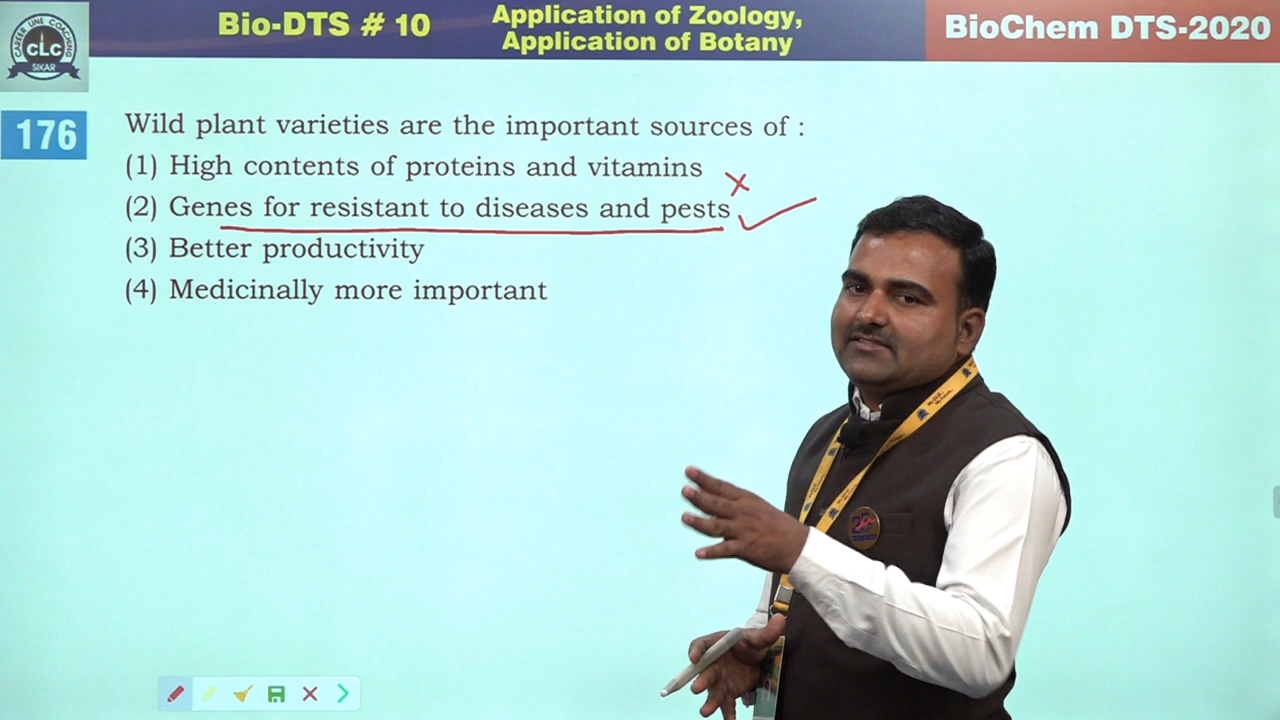 CAREER LINE COACHING
CLC
SIKAR
Bio-DTS # 10
Application of Zoology,
Application of Botany
BioChem DTS-2020
176
Wild plant varieties are the important sources of :
(1) High contents of proteins and vitamins
(2) Genes for resistant to diseases and pests
(3) Better productivity
(4) Medicinally more important